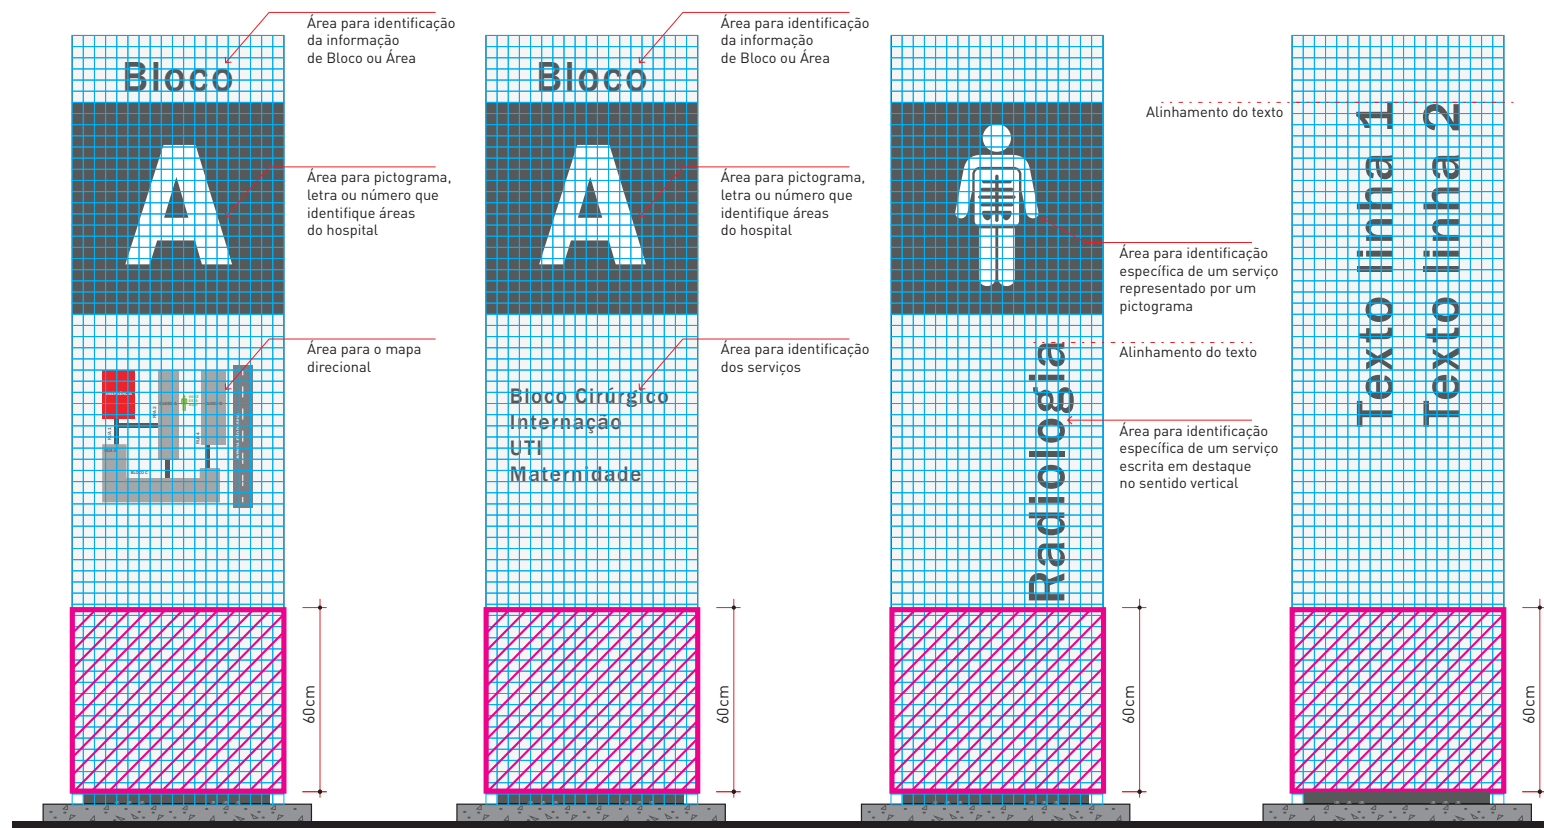 Área para identificação
da informação
de Bloco ou Área
Bloco
A
Área para pictograma,
letra ou número que
identifique áreas
do hospital
Área para o mapa
direcional
60cm
Área para identificação
da informação
de Bloco ou Área
Bloco
A
Área para pictograma,
letra ou número que
identifique áreas
do hospital
Área para identificação
dos serviços
Bloco Cirúrgico
Internação
UTI
Maternidade
60cm
Área para identificação
específica de um serviço
representado por um
pictograma
Alinhamento do texto
Radiologia
Área para identificação
específica de um serviço
escrita em destaque
no sentido vertical
60cm
Alinhamento do texto
Texto linha 1
Texto linha 2
60cm